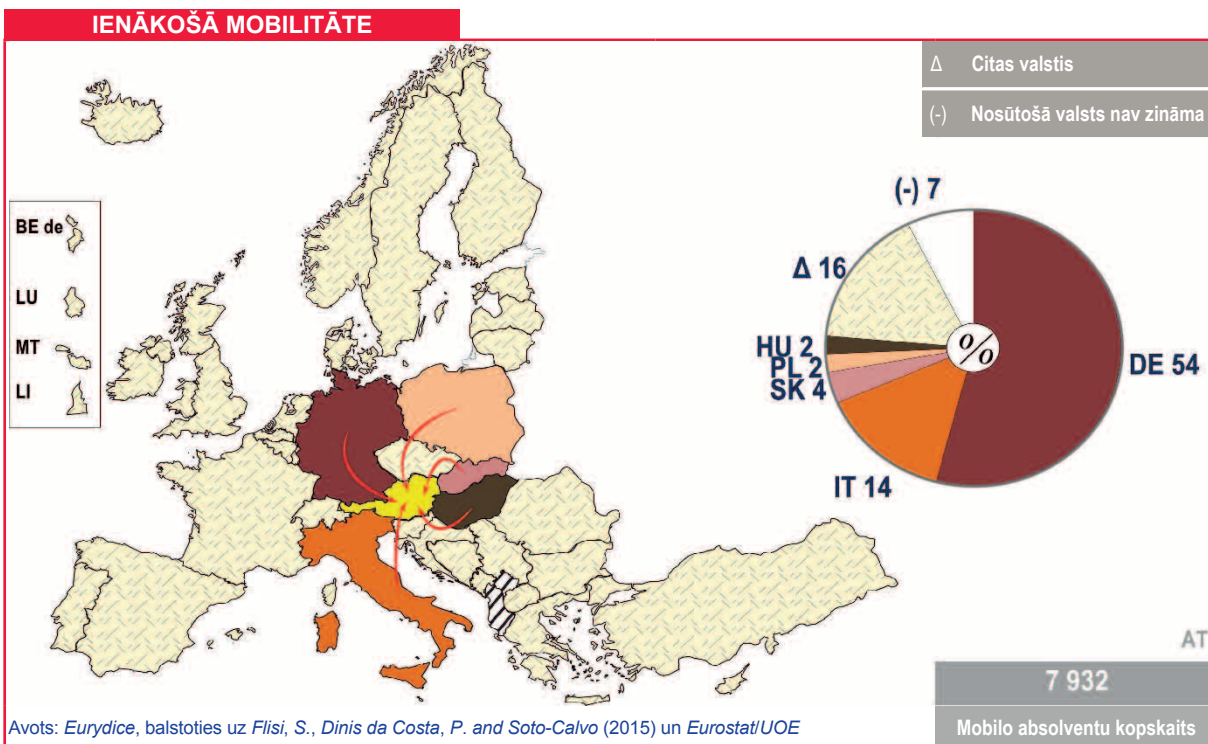 IENĀKOŠĀ MOBILITĀTE
Δ Citas valstis
(-) Nosūtošā valsts nav zināma
BE de
LU
MT
LI
(-) 7
Δ 16
HU 2
PL 2
SK 4
%
DE 54
IT 14
AT
7 932
Mobilo absolventu kopskaits
Avots: Eurydice, balstoties uz Flisi, S., Dinis da Costa, P. and Soto-Calvo (2015) un Eurostat/UOE